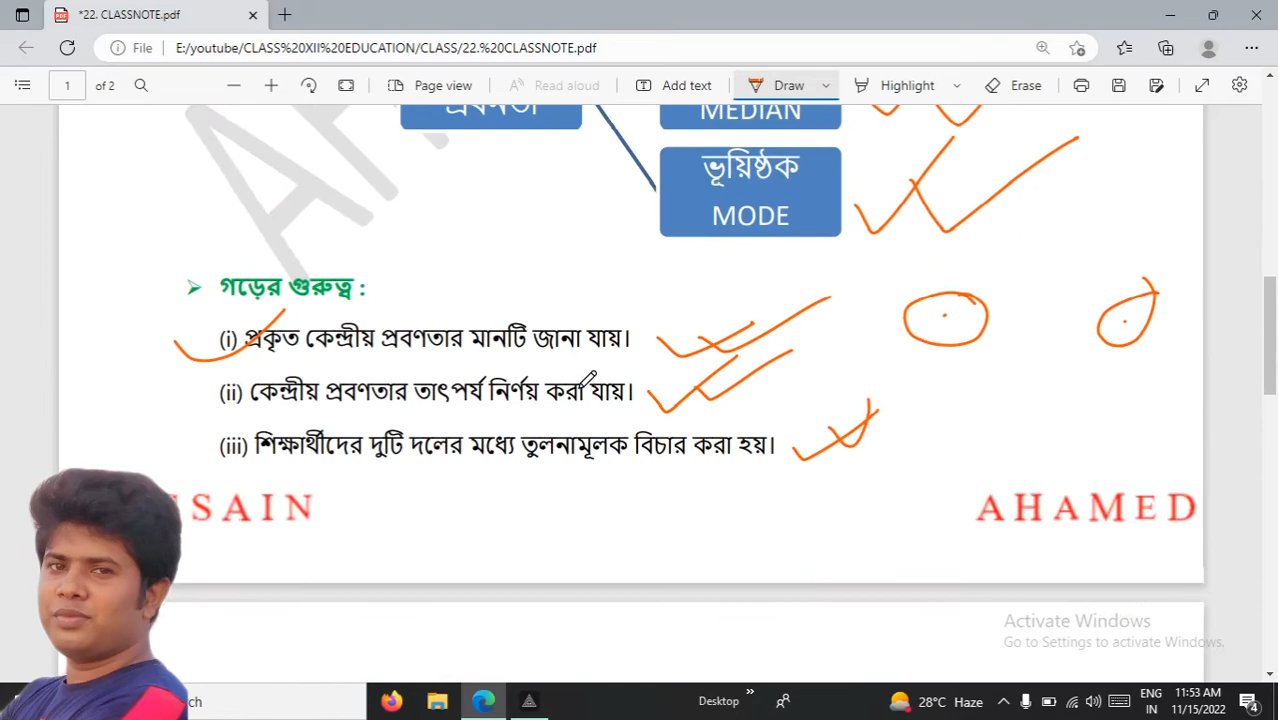 *22. CLASSNOTE.pdf
File E:/youtube/CLASS%20XII%20EDUCATION/CLASS/22.%20CLASSNOTE.pdf
1 of 2 Page view Read aloud Add text Draw Highlight Erase
প্রবণতা
MEDIAN
ভূয়িষ্ঠক
MODE
গড়ের গুরুত্ব :
(i) প্রকৃত কেন্দ্রীয় প্রবণতার মানটি জানা যায়।
(ii) কেন্দ্রীয় প্রবণতার তাৎপর্য নির্ণয় করা যায়।
(iii) শিক্ষার্থীদের দুটি দলের মধ্যে তুলনামূলক বিচার করা হয়।
SAIN AHAMED
Activate Windows
Go to Settings to activate Windows.
rch Desktop 28°C Haze ENG IN 11:53 AM 11/15/2022 4